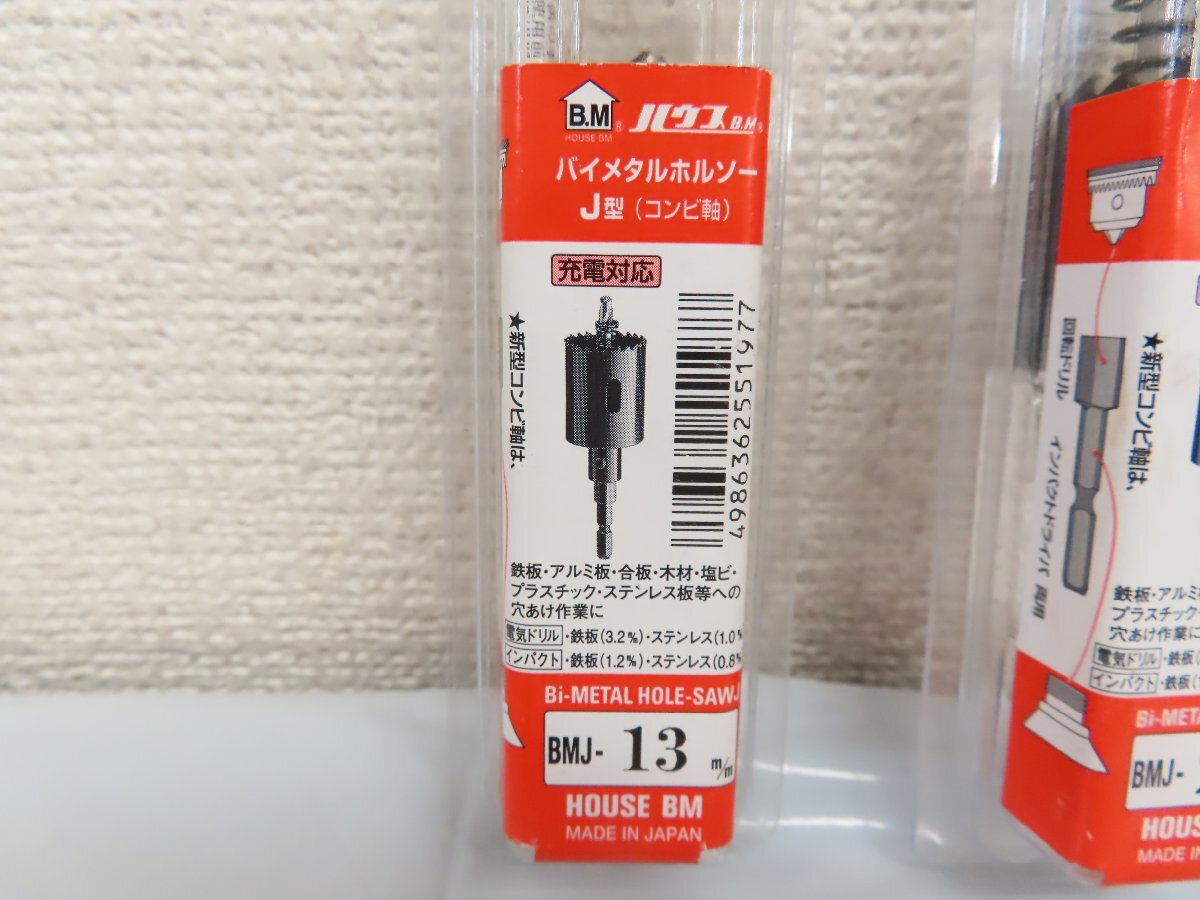 B.M®
HOUSE BM
ハウスB.M®
バイメタルホルソー
J型（コンビ軸）
充電対応
★新型コンビ軸は、
4986362551977
鉄板・アルミ板・合板・木材・塩ビ・
プラスチック・ステンレス板等への
穴あけ作業に
電気ドリル・鉄板(3.2㎜)・ステンレス(1.0㎜
インパクト・鉄板(1.2㎜)・ステンレス(0.8㎜
Bi-METAL HOLE-SAWJ
BMJ- 13 m/m
HOUSE BM
MADE IN JAPAN
回転ドリル
インパクトドライバ 両用
★新型コンビ軸は、
鉄板・アルミ
プラスチック
穴あけ作業に
電気ドリル・鉄板(
インパクト・鉄板(
Bi-META
BMJ-
HOUS
MADE IN